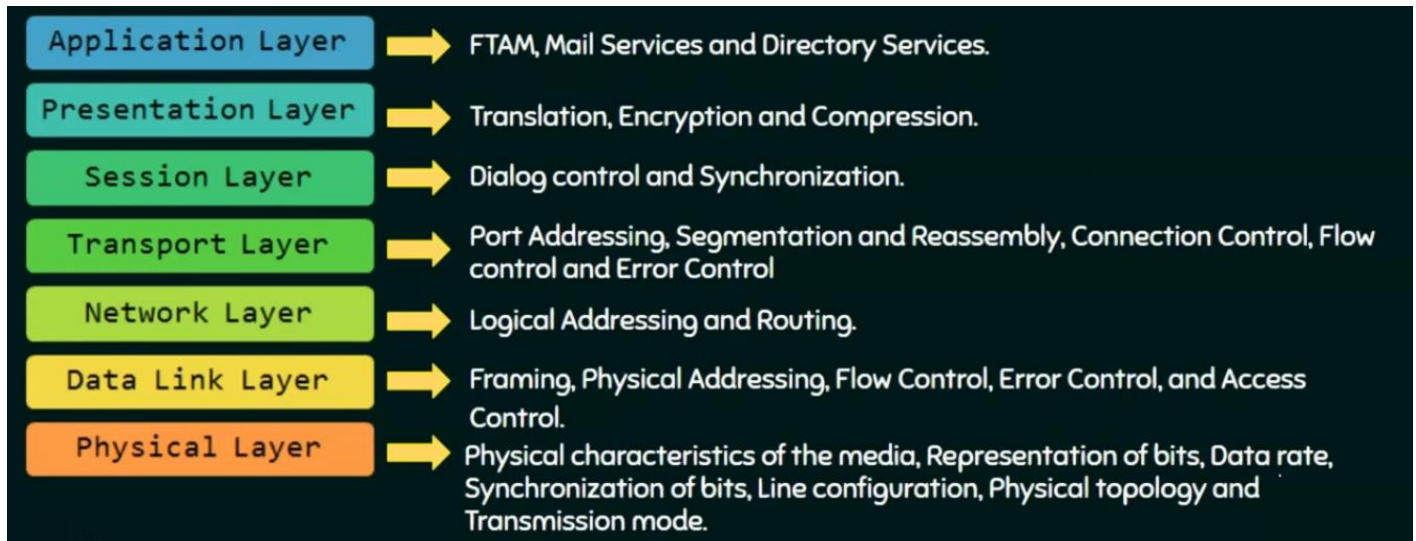 Application Layer
FTAM, Mail Services and Directory Services.
Presentation Layer
Translation, Encryption and Compression.
Session Layer
Dialog control and Synchronization.
Transport Layer
Port Addressing, Segmentation and Reassembly, Connection Control, Flow
control and Error Control
Network Layer
Logical Addressing and Routing.
Data Link Layer
Framing, Physical Addressing, Flow Control, Error Control, and Access
Control.
Physical Layer
Physical characteristics of the media, Representation of bits, Data rate,
Synchronization of bits, Line configuration, Physical topology and
Transmission mode.